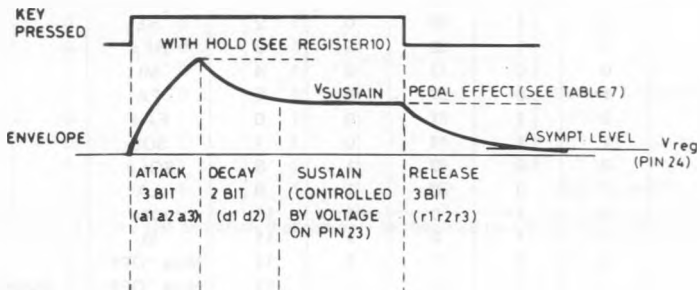 KEY
PRESSED
WITH HOLD (SEE REGISTER10)
VSUSTAIN
PEDAL EFFECT (SEE TABLE 7)
ENVELOPE
ASYMPT. LEVEL
Vreg
(PIN 24)
ATTACK
3 BIT
(a1 a2 a3)
DECAY
2 BIT
(d1 d2)
SUSTAIN
(CONTROLLED
BY VOLTAGE
ON PIN23)
RELEASE
3 BIT
(r1 r2 r3)